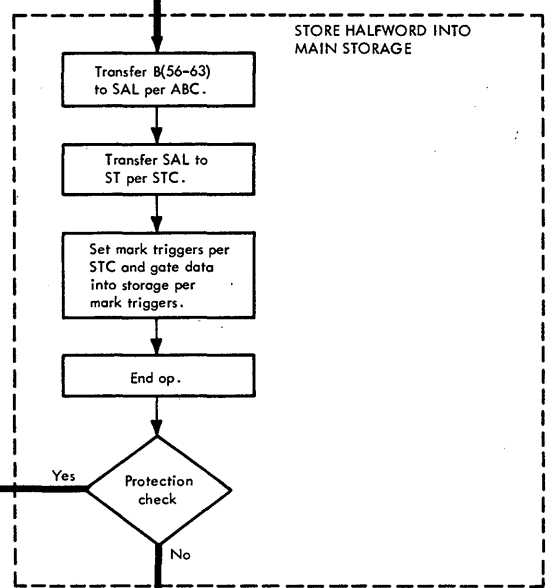 STORE HALFWORD INTO
MAIN STORAGE
Transfer B(56-63)
to SAL per ABC.
Transfer SAL to
ST per STC.
Set mark triggers per
STC and gate data
into storage per
mark triggers.
End op.
Protection
check
Yes
No